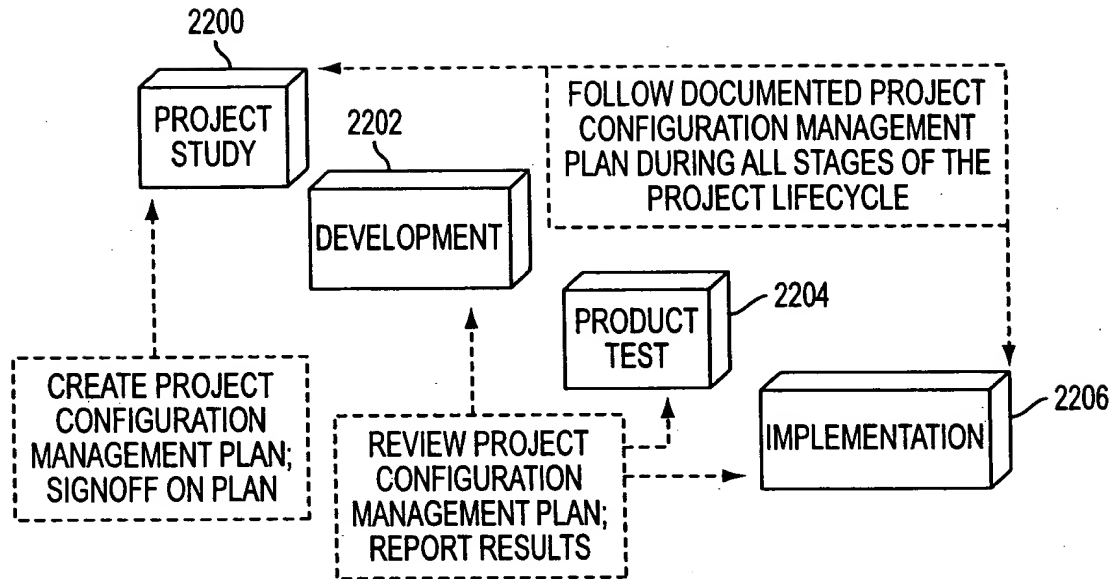 2200
PROJECT
STUDY
2202
DEVELOPMENT
FOLLOW DOCUMENTED PROJECT
CONFIGURATION MANAGEMENT
PLAN DURING ALL STAGES OF THE
PROJECT LIFECYCLE
2204
PRODUCT
TEST
2206
IMPLEMENTATION
CREATE PROJECT
CONFIGURATION
MANAGEMENT PLAN;
SIGNOFF ON PLAN
REVIEW PROJECT
CONFIGURATION
MANAGEMENT PLAN;
REPORT RESULTS